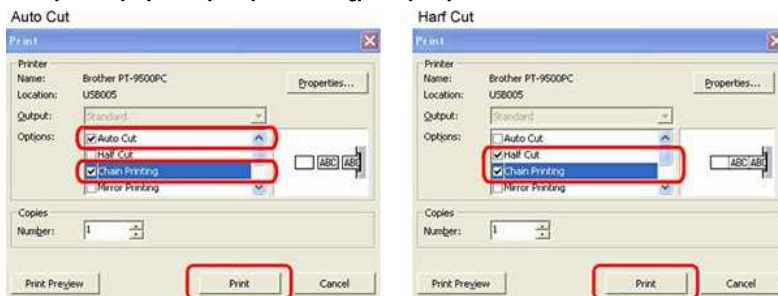 Auto Cut
Print
Printer
Name: Brother PT-9500PC
Properties...
Location: USB005
Output: Standard
Options: Auto Cut
Half Cut
Chain Printing
Mirror Printing
ABC ABC
Copies
Number: 1
Print Preview Print Cancel
Harf Cut
Print
Printer
Name: Brother PT-9500PC
Properties...
Location: USB005
Output: Standard
Options: Auto Cut
Half Cut
Chain Printing
Mirror Printing
ABC ABC
Copies
Number: 1
Print Preview Print Cancel